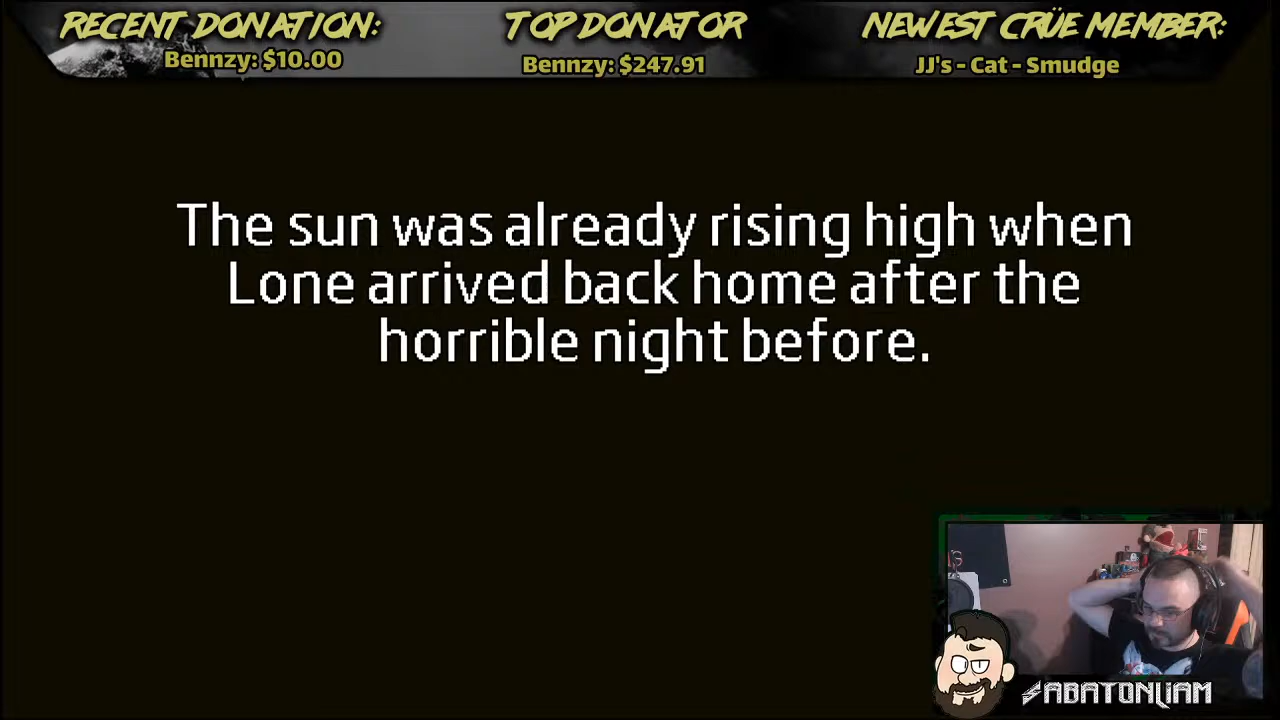 RECENT DONATION:
Bennzy: $10.00
TOP DONATOR
Bennzy: $247.91
NEWEST CRÜE MEMBER:
JJ's - Cat - Smudge
The sun was already rising high when
Lone arrived back home after the
horrible night before.
SABATONLIAM